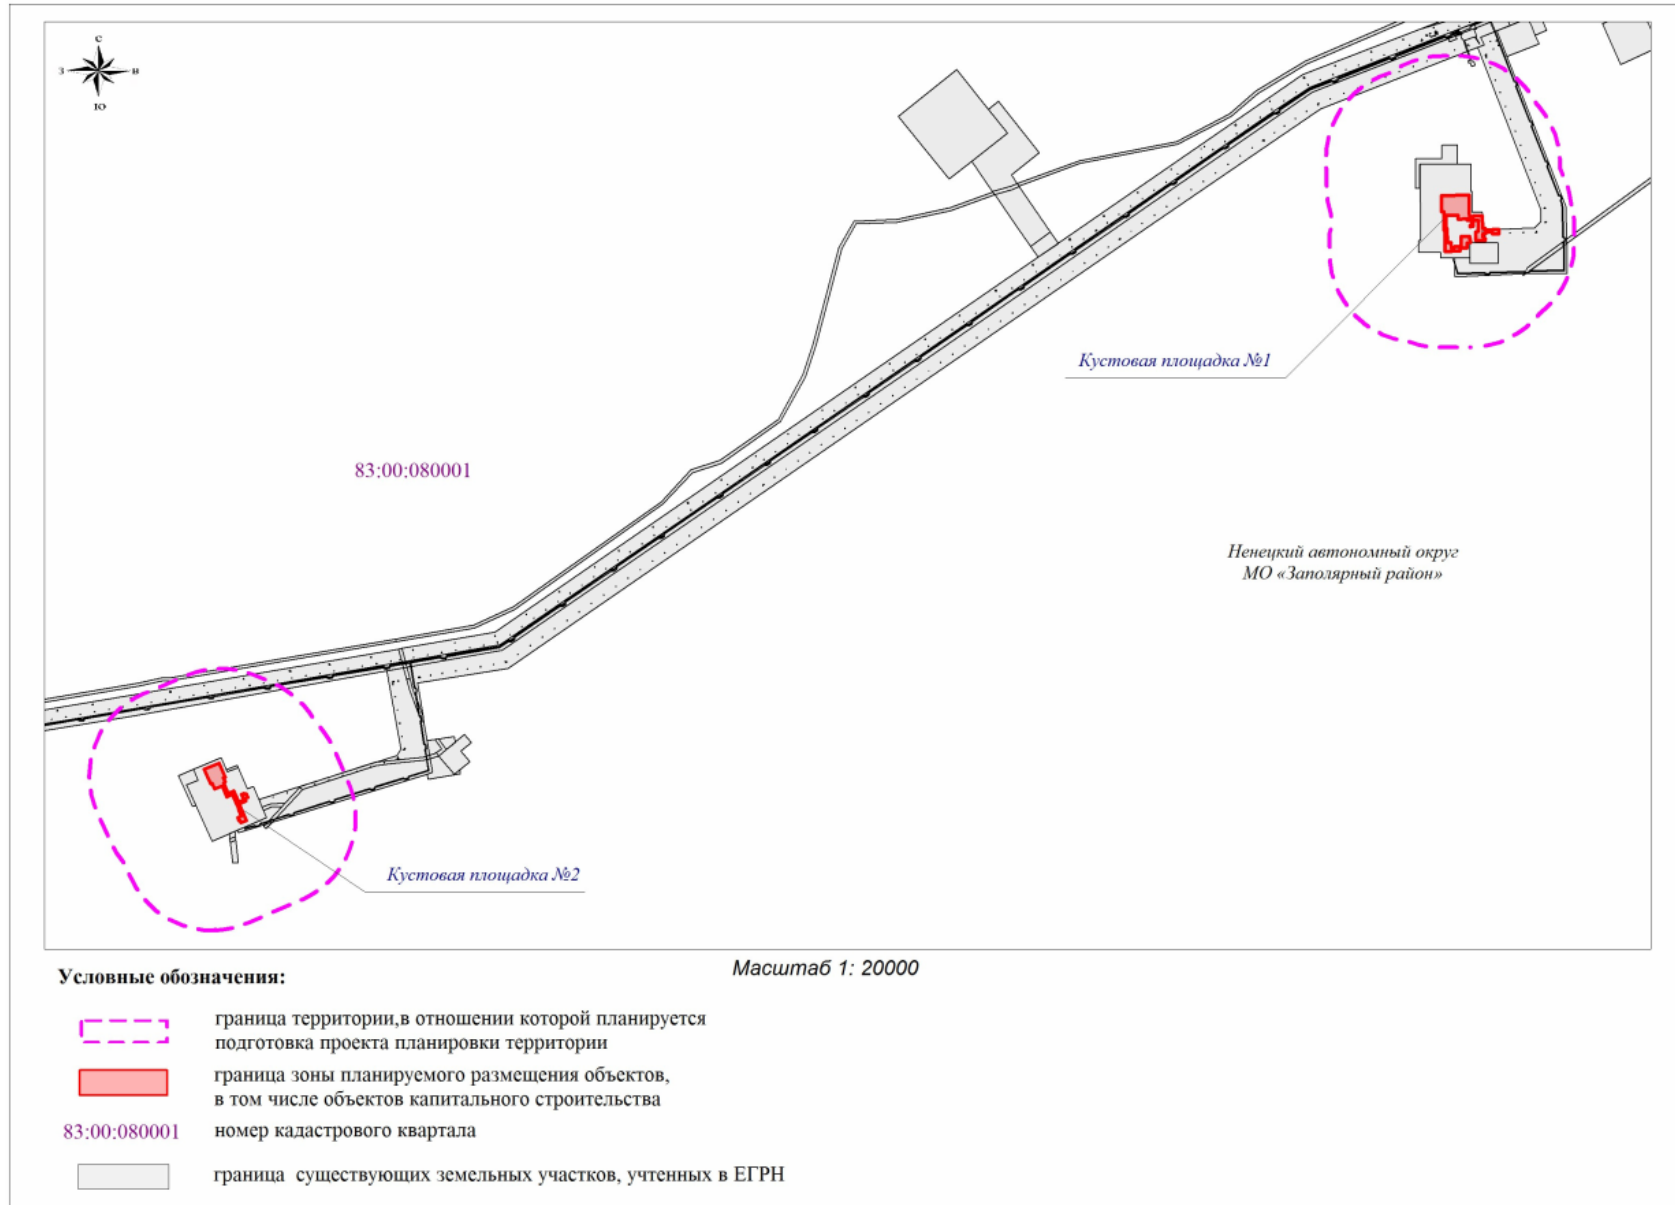 С
З
В
Ю
Кустовая площадка №1
83:00:080001
Ненецкий автономный округ
МО «Заполярный район»
Кустовая площадка №2
Масштаб 1: 20000
Условные обозначения:
граница территории,в отношении которой планируется
подготовка проекта планировки территории
граница зоны планируемого размещения объектов,
в том числе объектов капитального строительства
83:00:080001
номер кадастрового квартала
граница существующих земельных участков, учтенных в ЕГРН